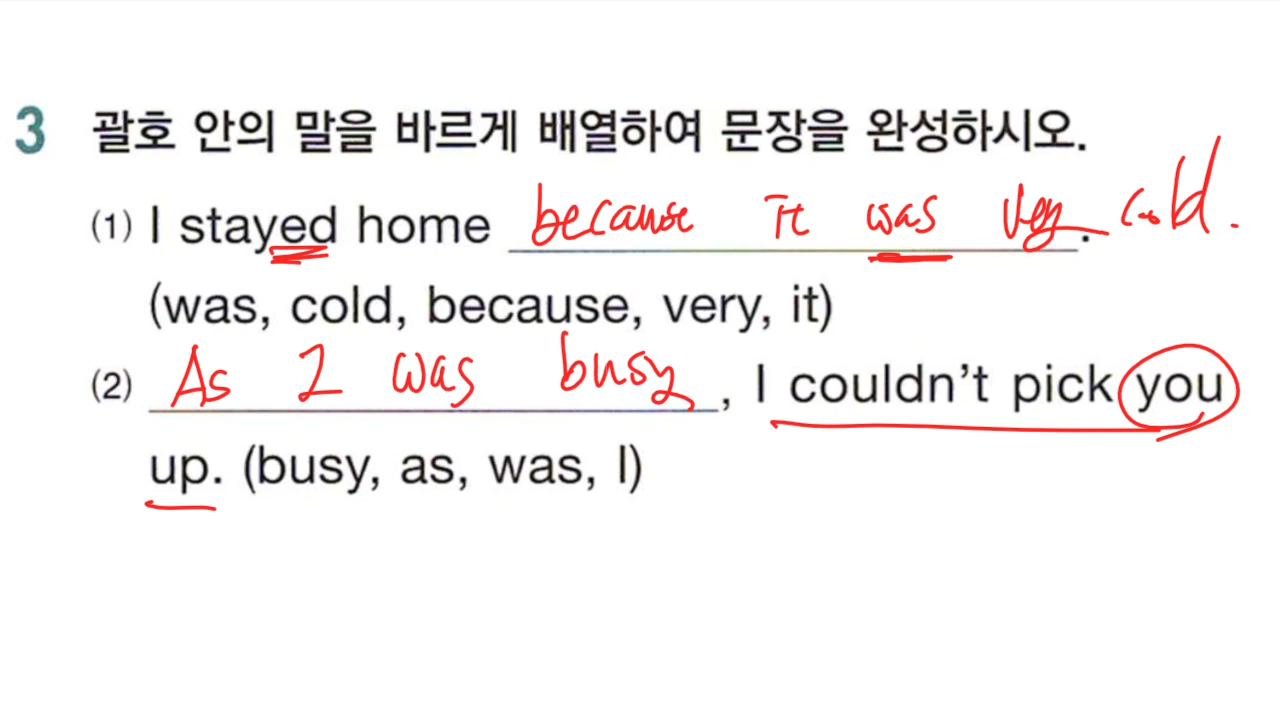 3 괄호 안의 말을 바르게 배열하여 문장을 완성하시오.
(1) I stayed home because it was very cold.
(was, cold, because, very, it)
(2) As I was busy, I couldn't pick you
up. (busy, as, was, I)